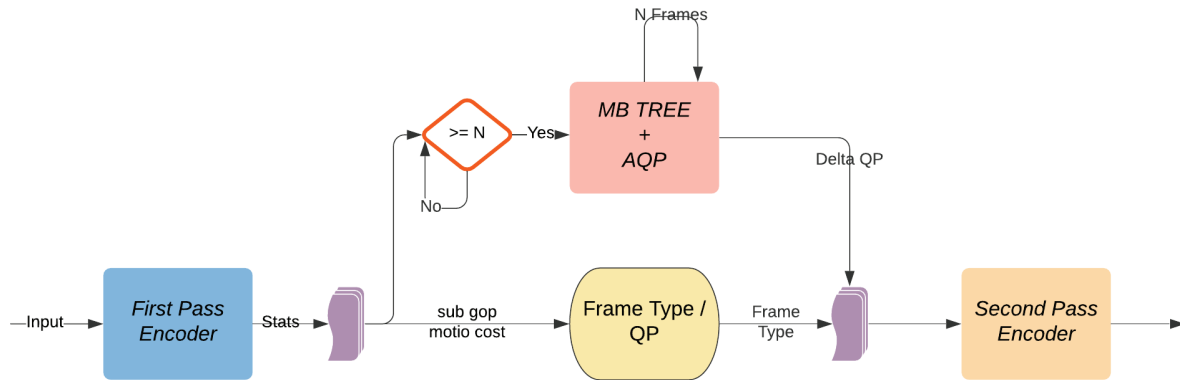 N Frames
MB TREE
+
AQP
>= N
Yes
No
Delta QP
Input
First Pass
Encoder
Stats
sub gop
motio cost
Frame Type /
QP
Frame
Type
Second Pass
Encoder